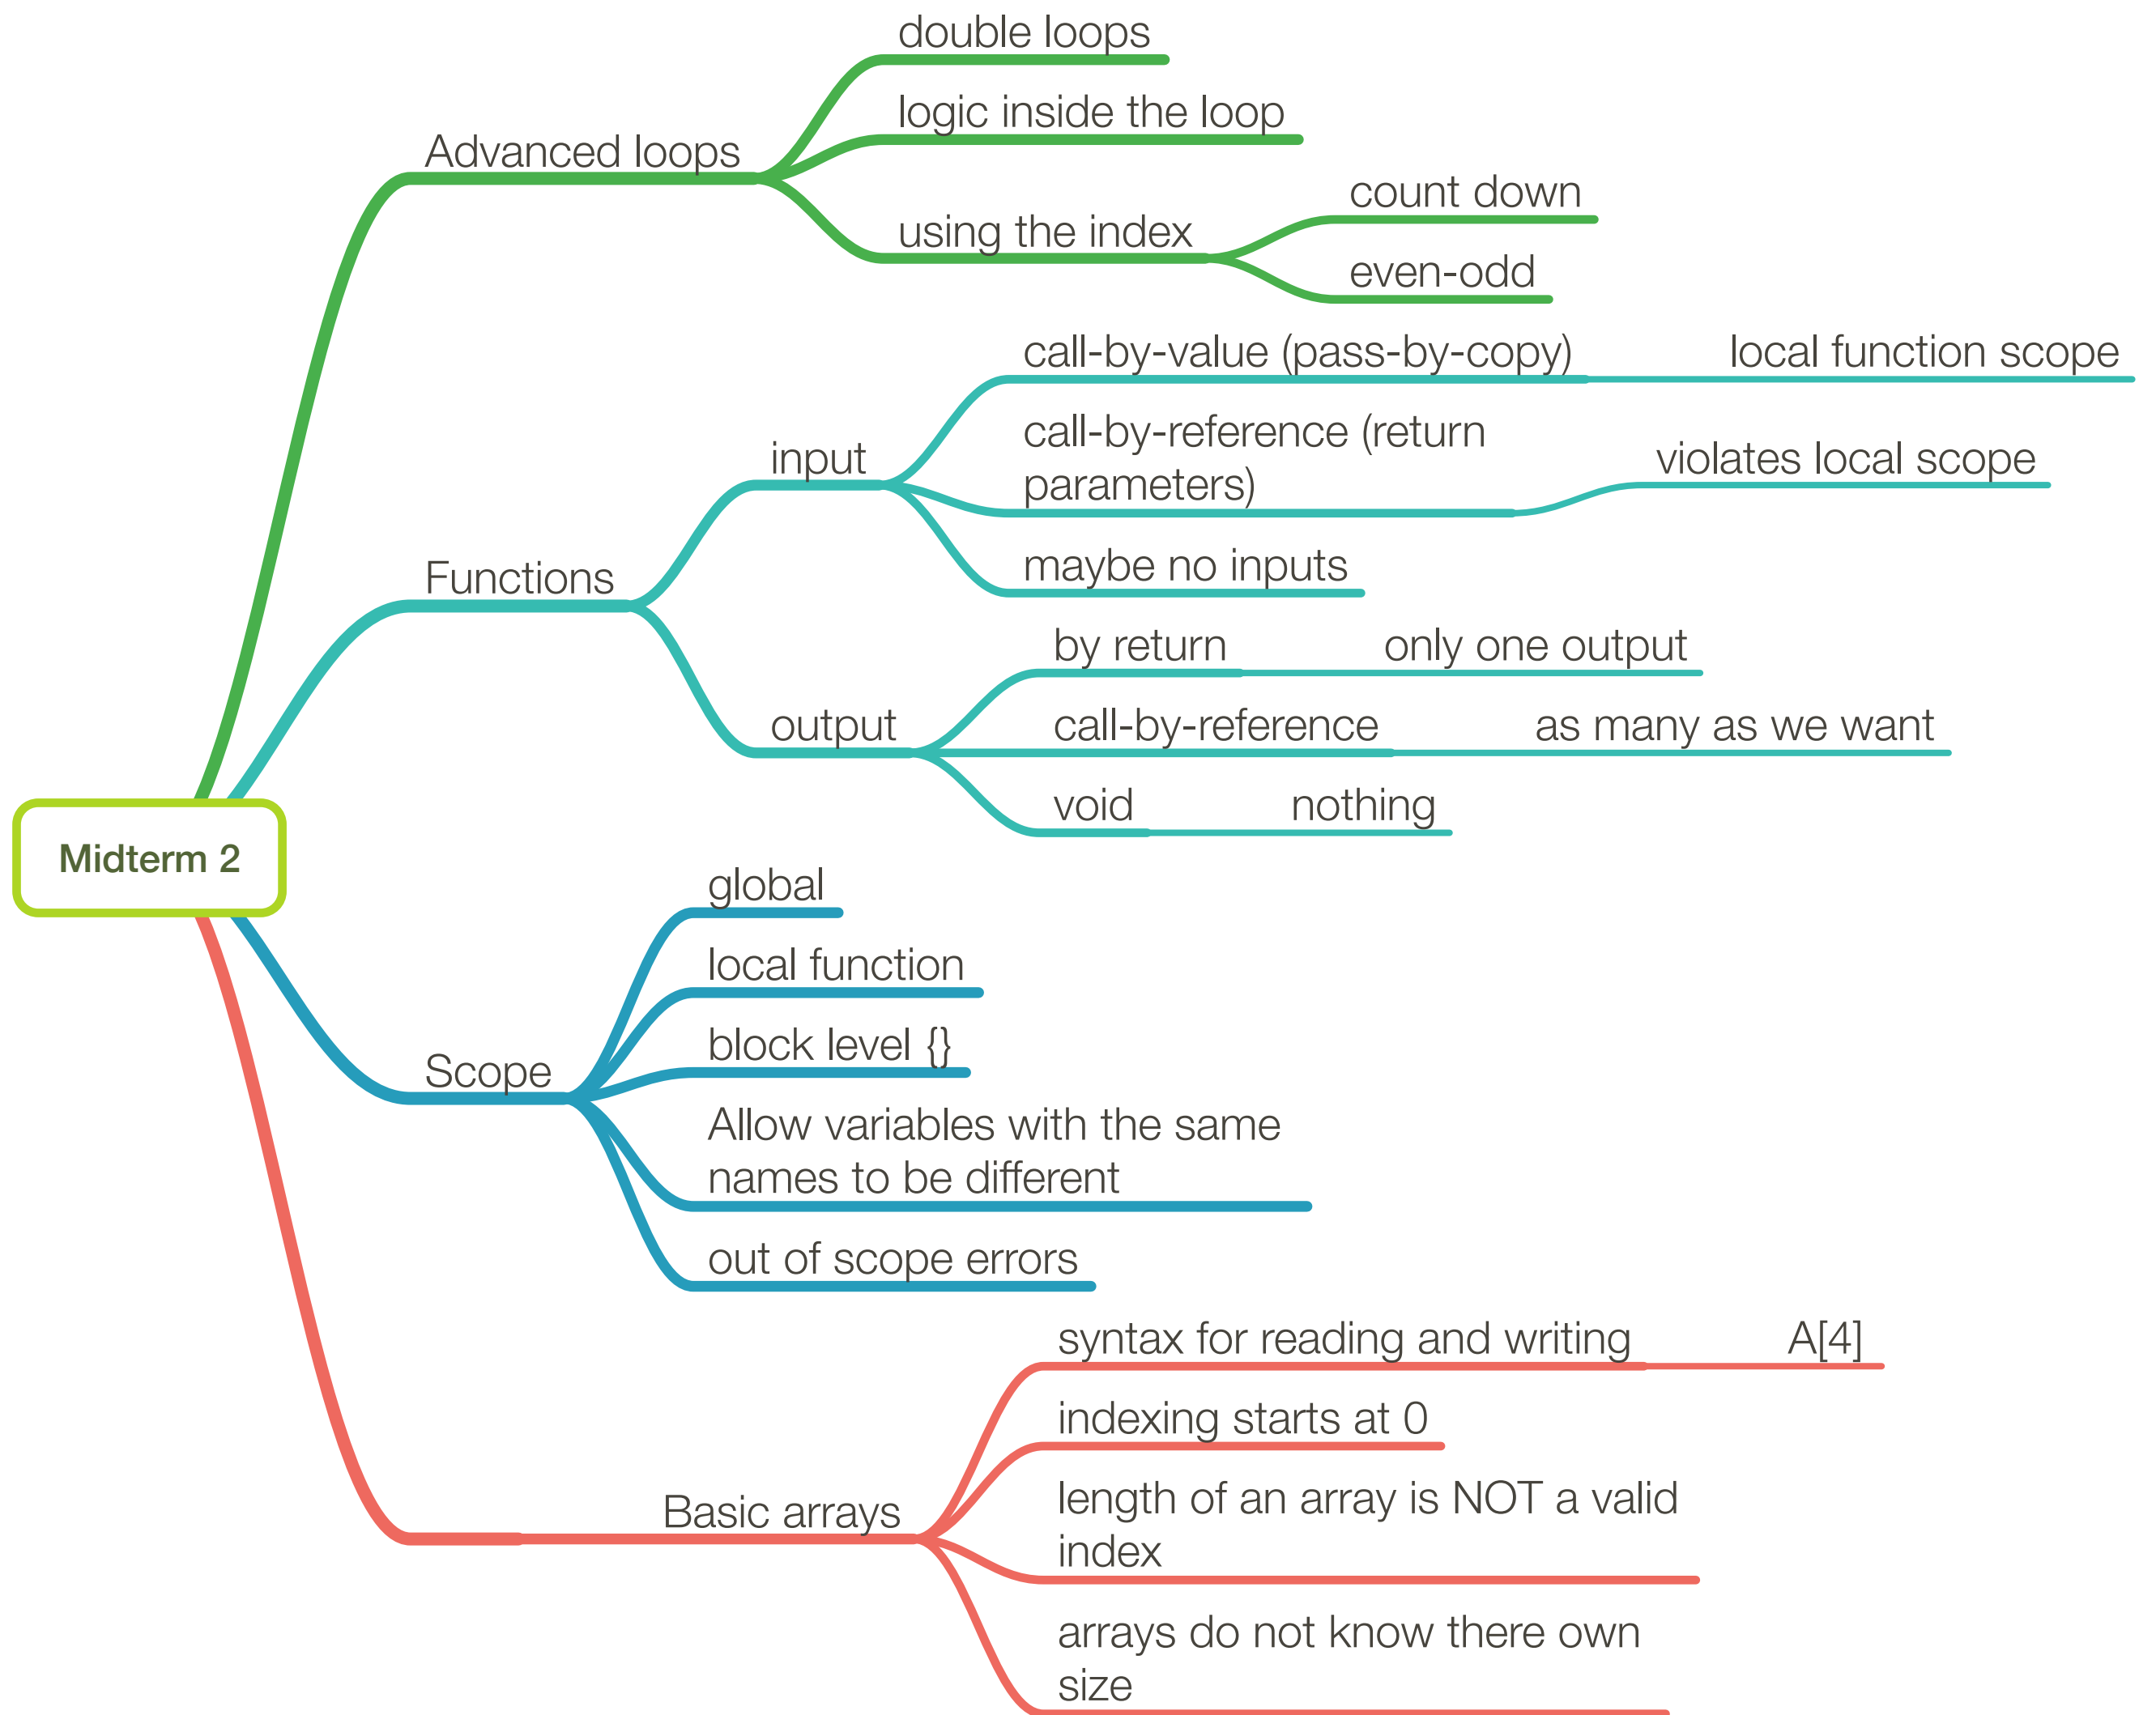 double loops
logic inside the loop
Advanced loops
using the index
count down
even-odd
call-by-value (pass-by-copy)
local function scope
call-by-reference (return
parameters)
violates local scope
input
maybe no inputs
Functions
by return
only one output
output
call-by-reference
as many as we want
void
nothing
Midterm 2
global
local function
block level {}
Scope
Allow variables with the same
names to be different
out of scope errors
syntax for reading and writing
A[4]
indexing starts at 0
Basic arrays
length of an array is NOT a valid
index
arrays do not know there own
size